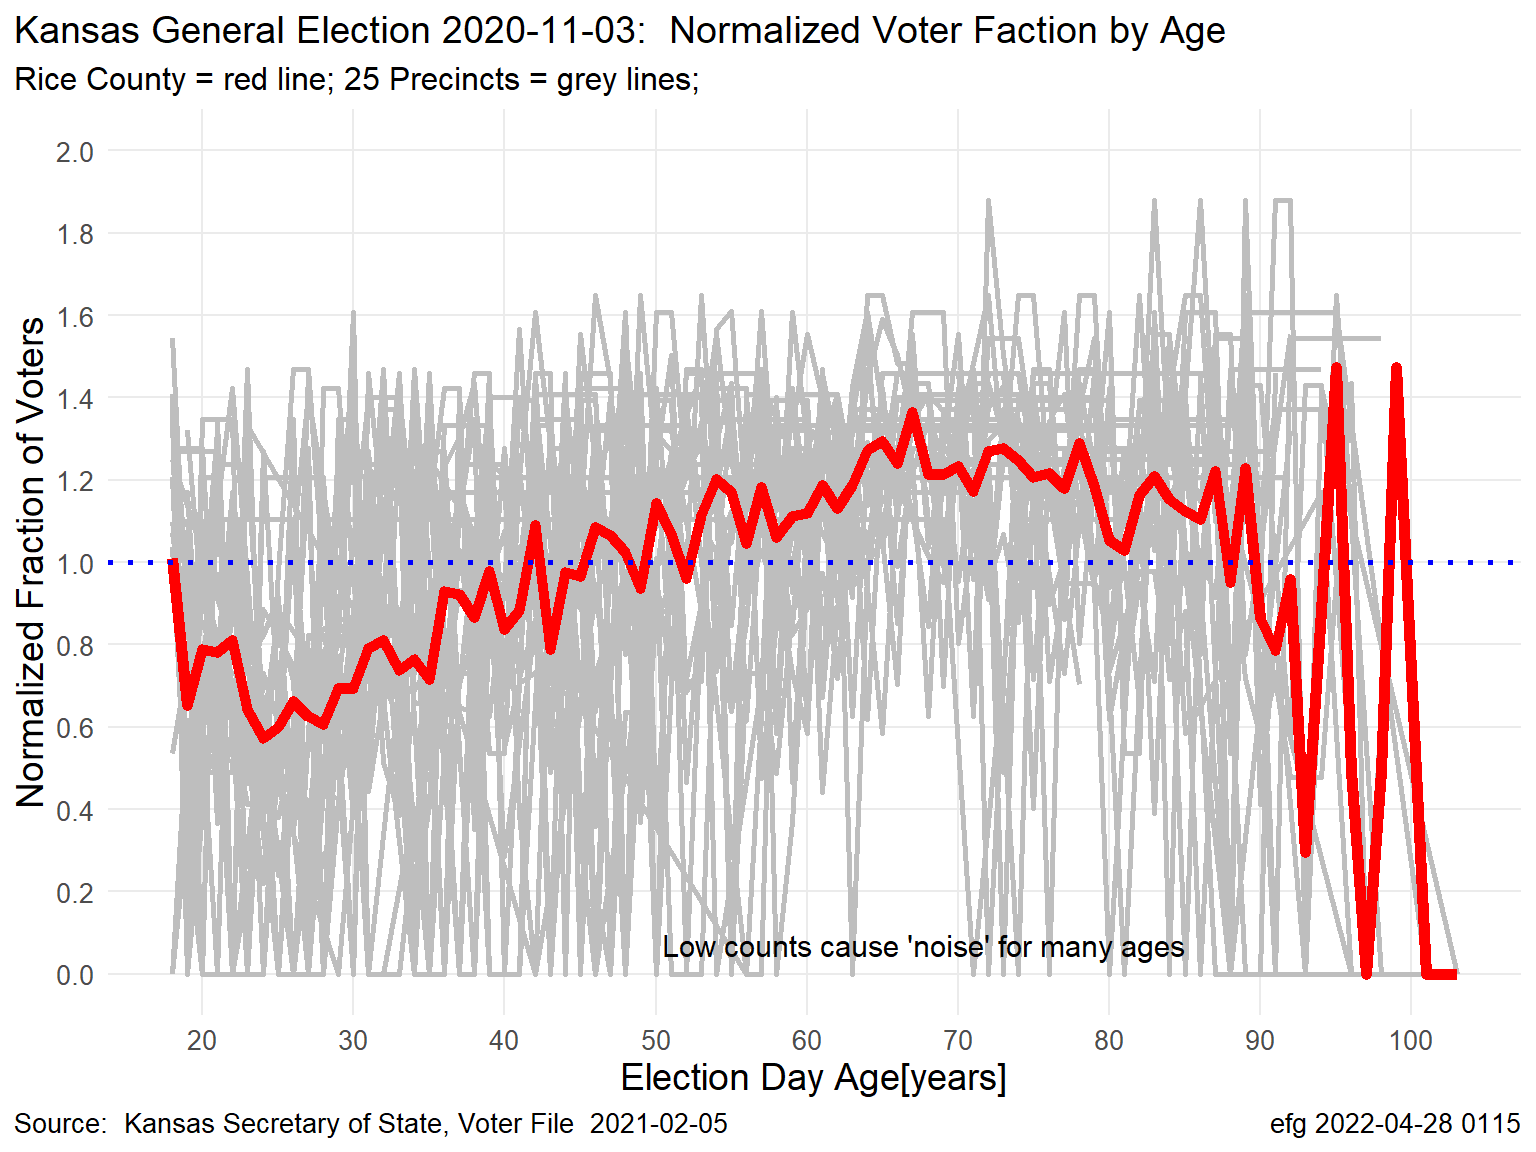 Kansas General Election 2020-11-03:  Normalized Voter Faction by Age
Rice County = red line; 25 Precincts = grey lines;
Normalized Fraction of Voters
2.0
1.8
1.6
1.4
1.2
1.0
0.8
0.6
0.4
0.2
0.0
Low counts cause 'noise' for many ages
20 30 40 50 60 70 80 90 100
Election Day Age[years]
Source:  Kansas Secretary of State, Voter File  2021-02-05
efg 2022-04-28 0115